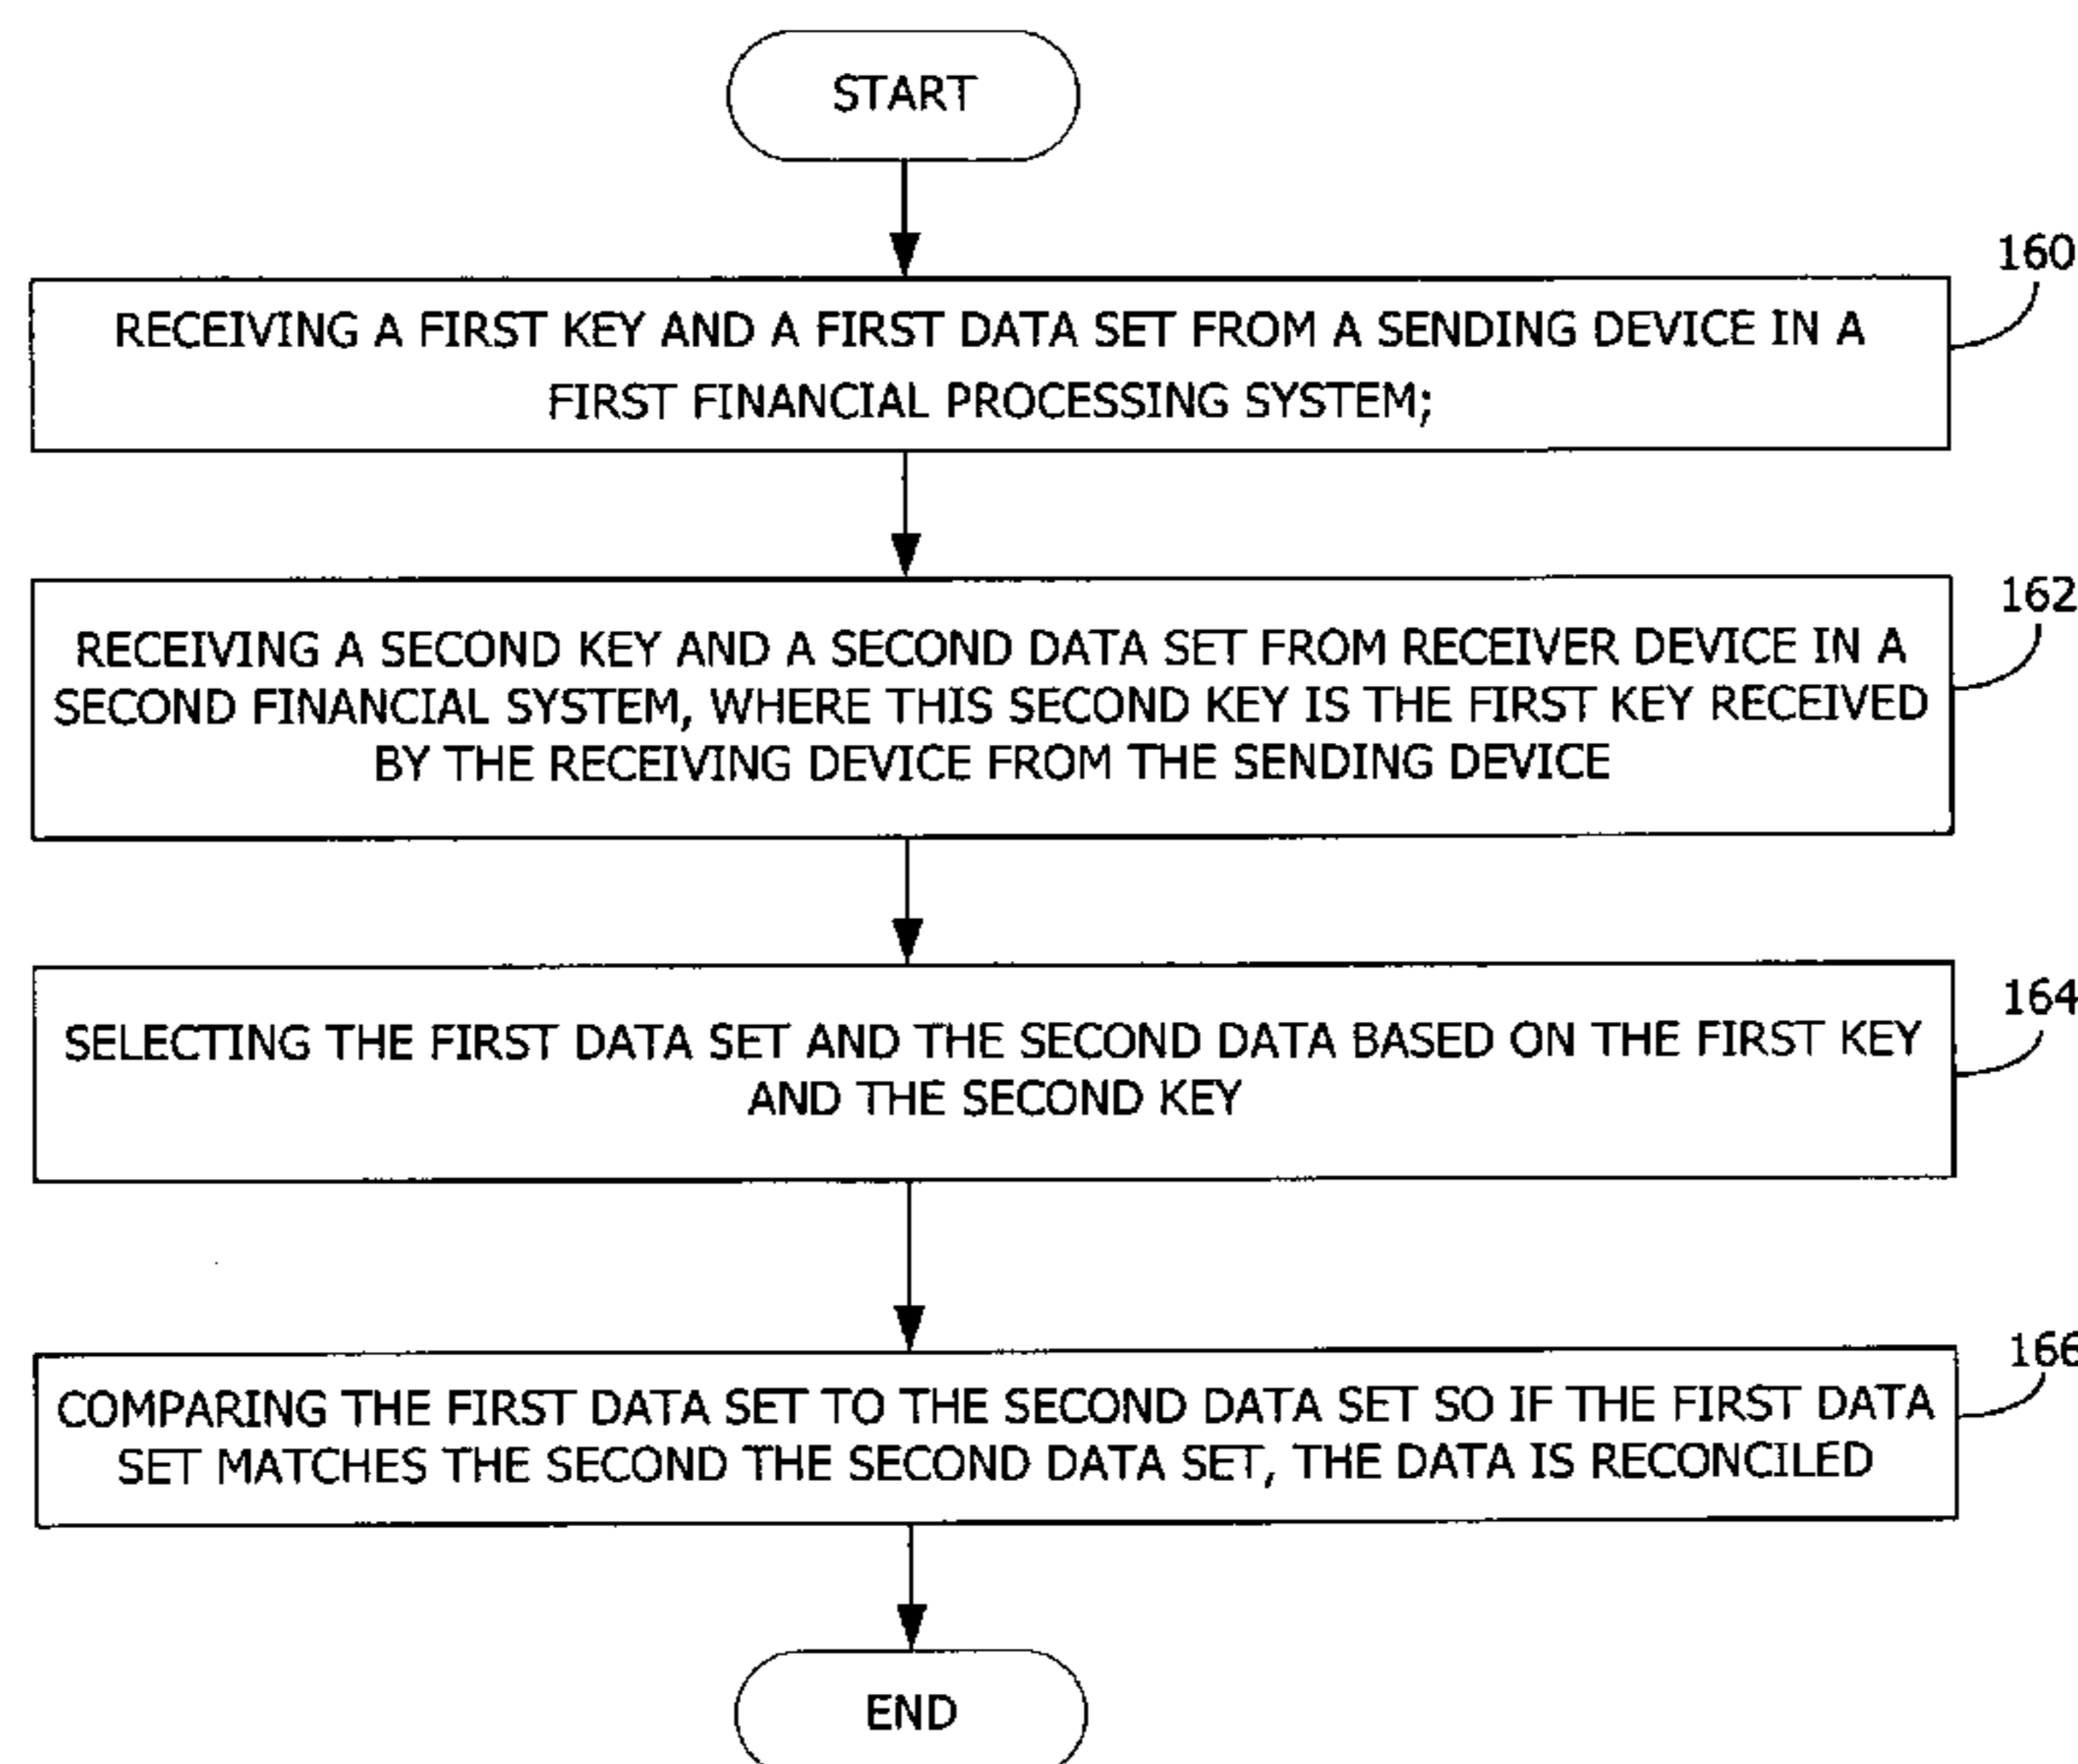 START
160
RECEIVING A FIRST KEY AND A FIRST DATA SET FROM A SENDING DEVICE IN A
FIRST FINANCIAL PROCESSING SYSTEM;
162
RECEIVING A SECOND KEY AND A SECOND DATA SET FROM RECEIVER DEVICE IN A
SECOND FINANCIAL SYSTEM, WHERE THIS SECOND KEY IS THE FIRST KEY RECEIVED
BY THE RECEIVING DEVICE FROM THE SENDING DEVICE
164
SELECTING THE FIRST DATA SET AND THE SECOND DATA BASED ON THE FIRST KEY
AND THE SECOND KEY
166
COMPARING THE FIRST DATA SET TO THE SECOND DATA SET SO IF THE FIRST DATA
SET MATCHES THE SECOND THE SECOND DATA SET, THE DATA IS RECONCILED
END